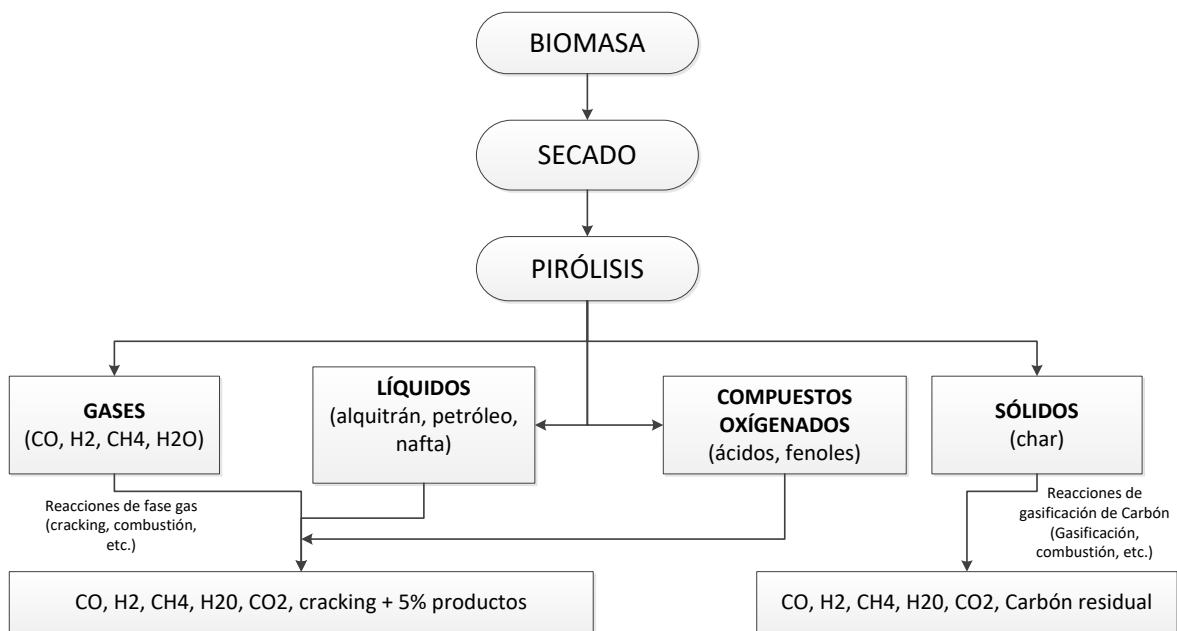 BIOMASA
SECADO
PIRÓLISIS
GASES
(CO, H2, CH4, H2O)
LÍQUIDOS
(alquitrán, petróleo,
nafta)
COMPUESTOS
OXÍGENADOS
(ácidos, fenoles)
SÓLIDOS
(char)
Reacciones de fase gas
(cracking, combustión,
etc.)
Reacciones de
gasificación de Carbón
(Gasificación,
combustión, etc.)
CO, H2, CH4, H20, CO2, cracking + 5% productos
CO, H2, CH4, H20, CO2, Carbón residual